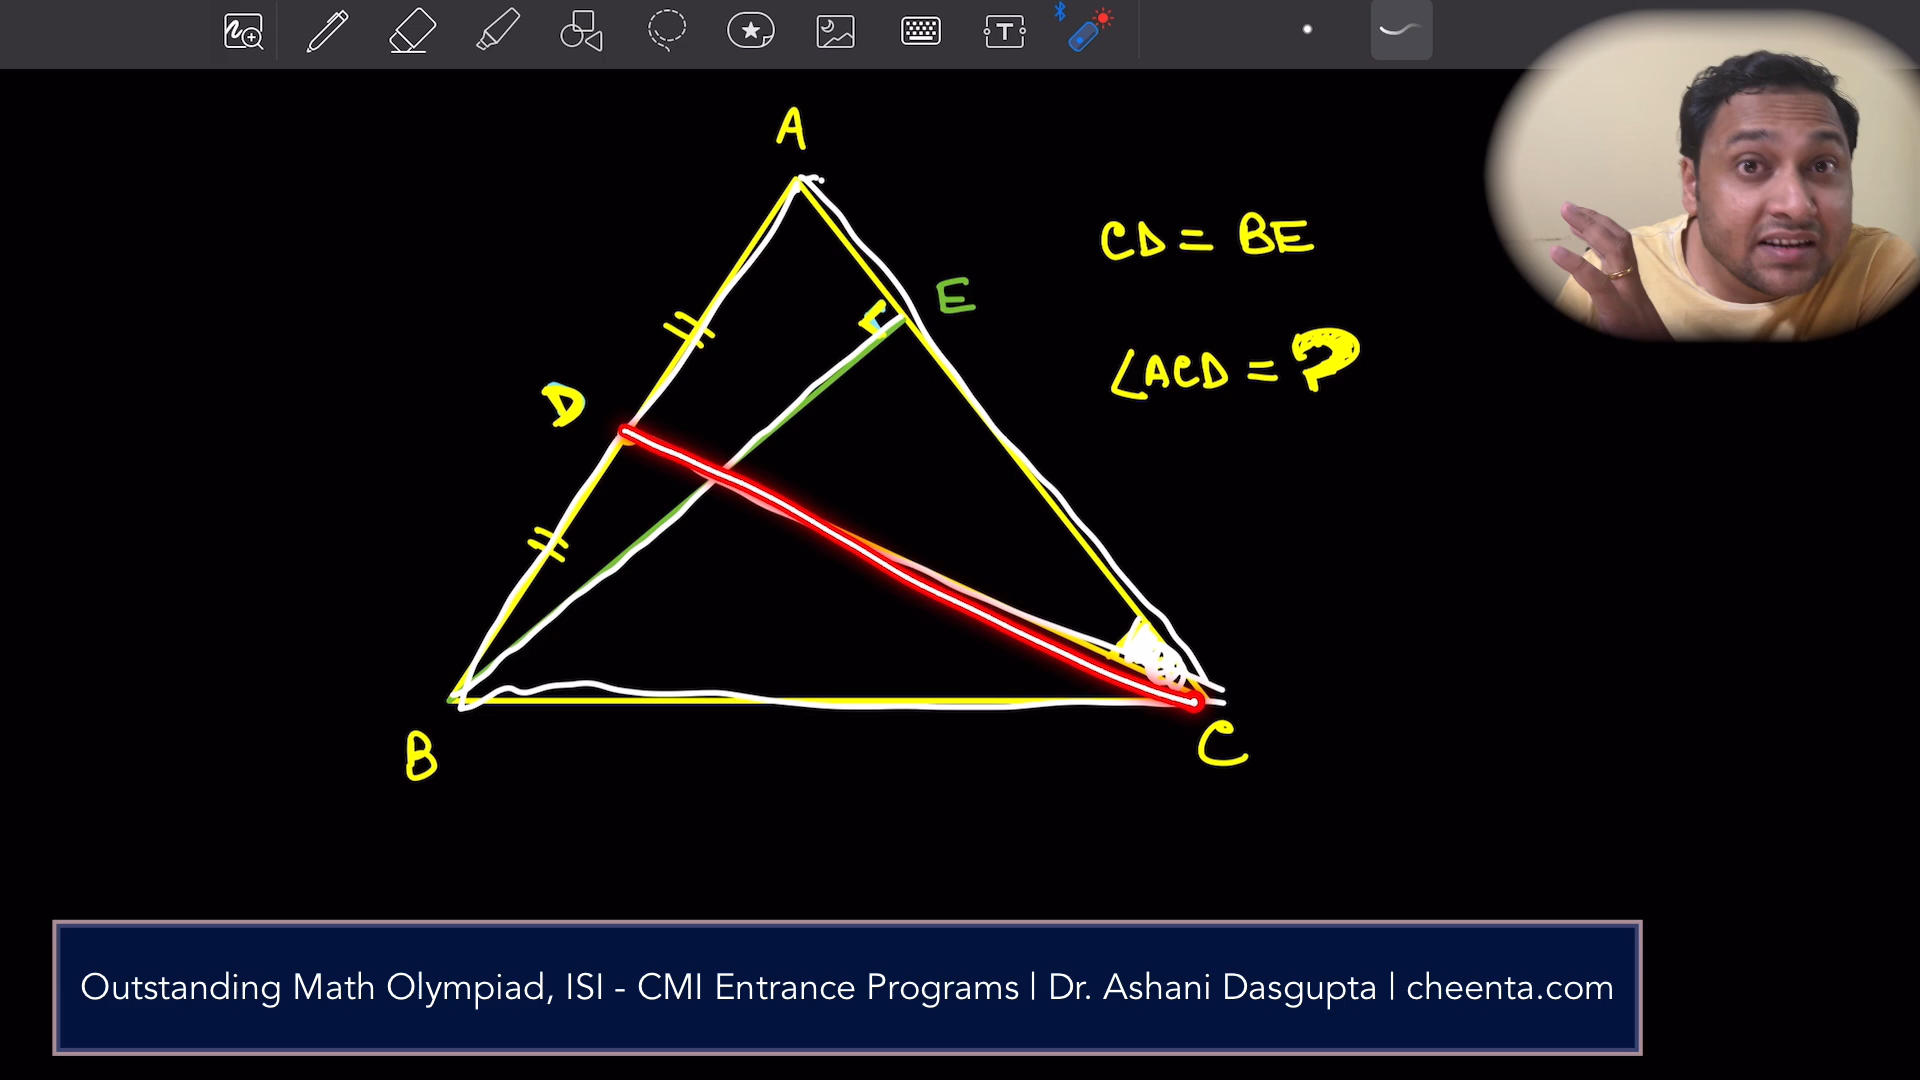 A
CD = BE
E
∠ACD = ?
D
B
C
Outstanding Math Olympiad, ISI - CMI Entrance Programs | Dr. Ashani Dasgupta | cheenta.com